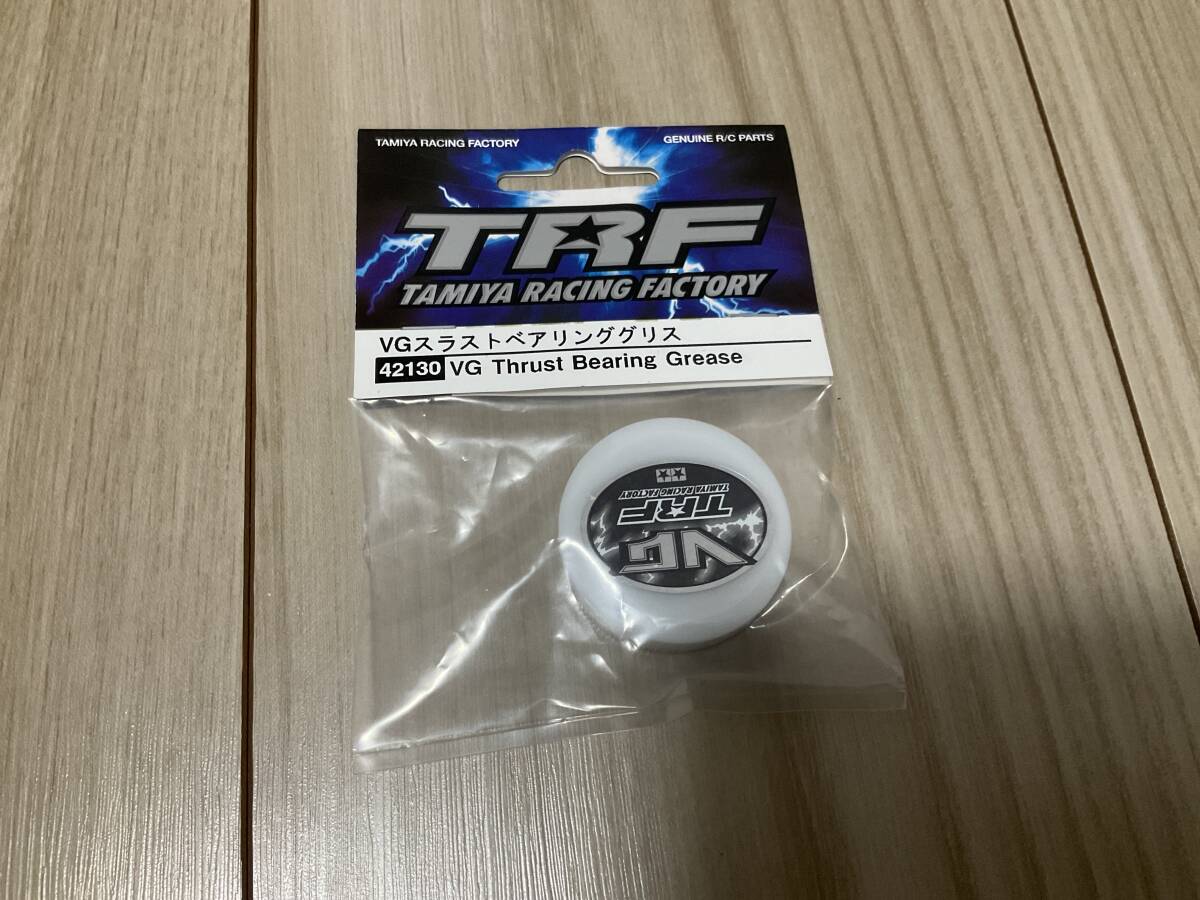 TAMIYA RACING FACTORY
GENUINE R/C PARTS
TRF
TAMIYA RACING FACTORY
VGスラストベアリンググリス
42130 VG Thrust Bearing Grease
TAMIYA RACING FACTORY
TRF
VG